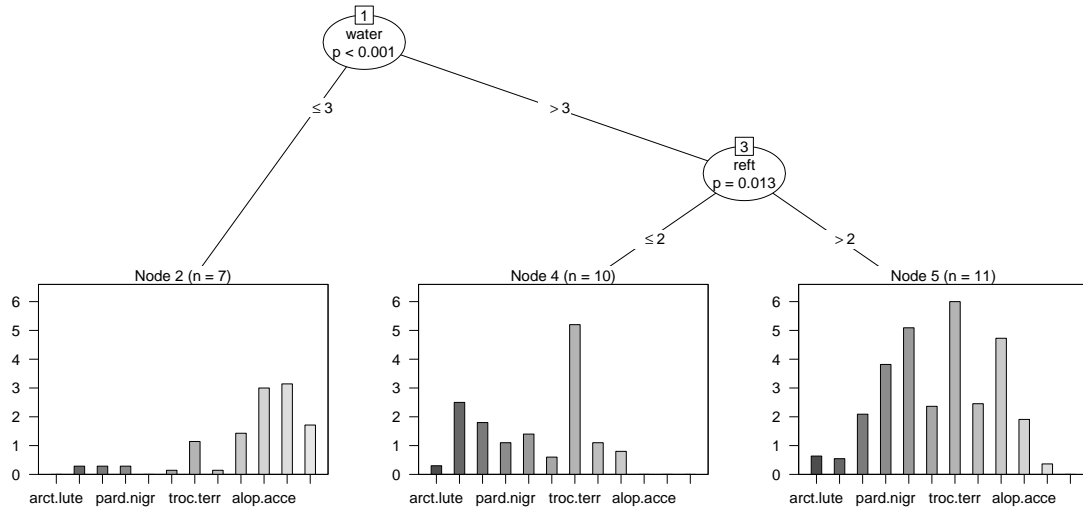 1
water
p < 0.001
≤ 3
> 3
3
reft
p = 0.013
≤ 2
> 2
Node 2 (n = 7)
6
5
4
3
2
1
0
arct.lute pard.nigr troc.terr alop.acce
Node 4 (n = 10)
6
5
4
3
2
1
0
arct.lute pard.nigr troc.terr alop.acce
Node 5 (n = 11)
6
5
4
3
2
1
0
arct.lute pard.nigr troc.terr alop.acce